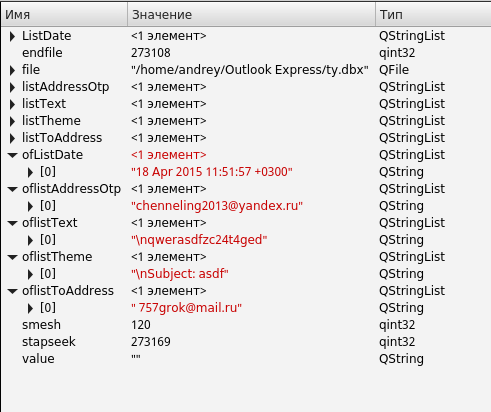 Имя Значение Тип
ListDate <1 элемент> QStringList
endfile 273108 qint32
file "/home/andrey/Outlook Express/ty.dbx" QFile
listAddressOtp <1 элемент> QStringList
listText <1 элемент> QStringList
listTheme <1 элемент> QStringList
listToAddress <1 элемент> QStringList
ofListDate <1 элемент> QStringList
[0] "18 Apr 2015 11:51:57 +0300" QString
oflistAddressOtp <1 элемент> QStringList
[0] "chenneling2013@yandex.ru" QString
oflistText <1 элемент> QStringList
[0] "\nqwerasdfzc24t4ged" QString
oflistTheme <1 элемент> QStringList
[0] "\nSubject: asdf" QString
oflistToAddress <1 элемент> QStringList
[0] " 757grok@mail.ru" QString
smesh 120 qint32
stapseek 273169 qint32
value "" QString